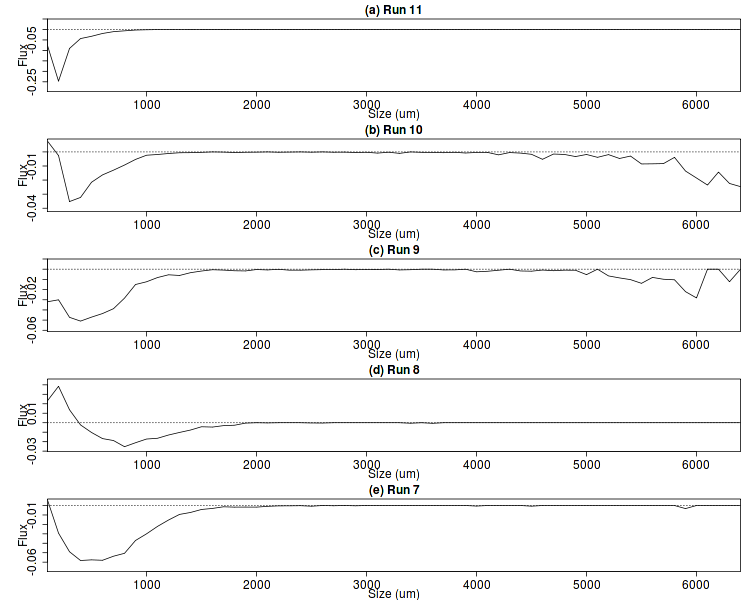 (a) Run 11
Flux
-0.05
-0.25
1000 2000 3000 4000 5000 6000
Size (um)
(b) Run 10
Flux
-0.01
-0.04
1000 2000 3000 4000 5000 6000
Size (um)
(c) Run 9
Flux
-0.02
-0.06
1000 2000 3000 4000 5000 6000
Size (um)
(d) Run 8
Flux
0.01
-0.03
1000 2000 3000 4000 5000 6000
Size (um)
(e) Run 7
Flux
-0.01
-0.06
1000 2000 3000 4000 5000 6000
Size (um)